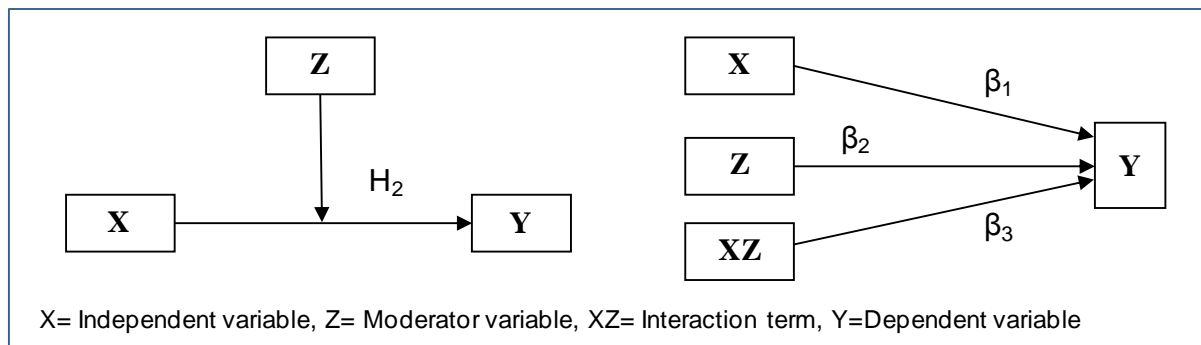 Z
H₂
X
Y
X
β₁
Z
β₂
Y
XZ
β₃
X= Independent variable, Z= Moderator variable, XZ= Interaction term, Y=Dependent variable